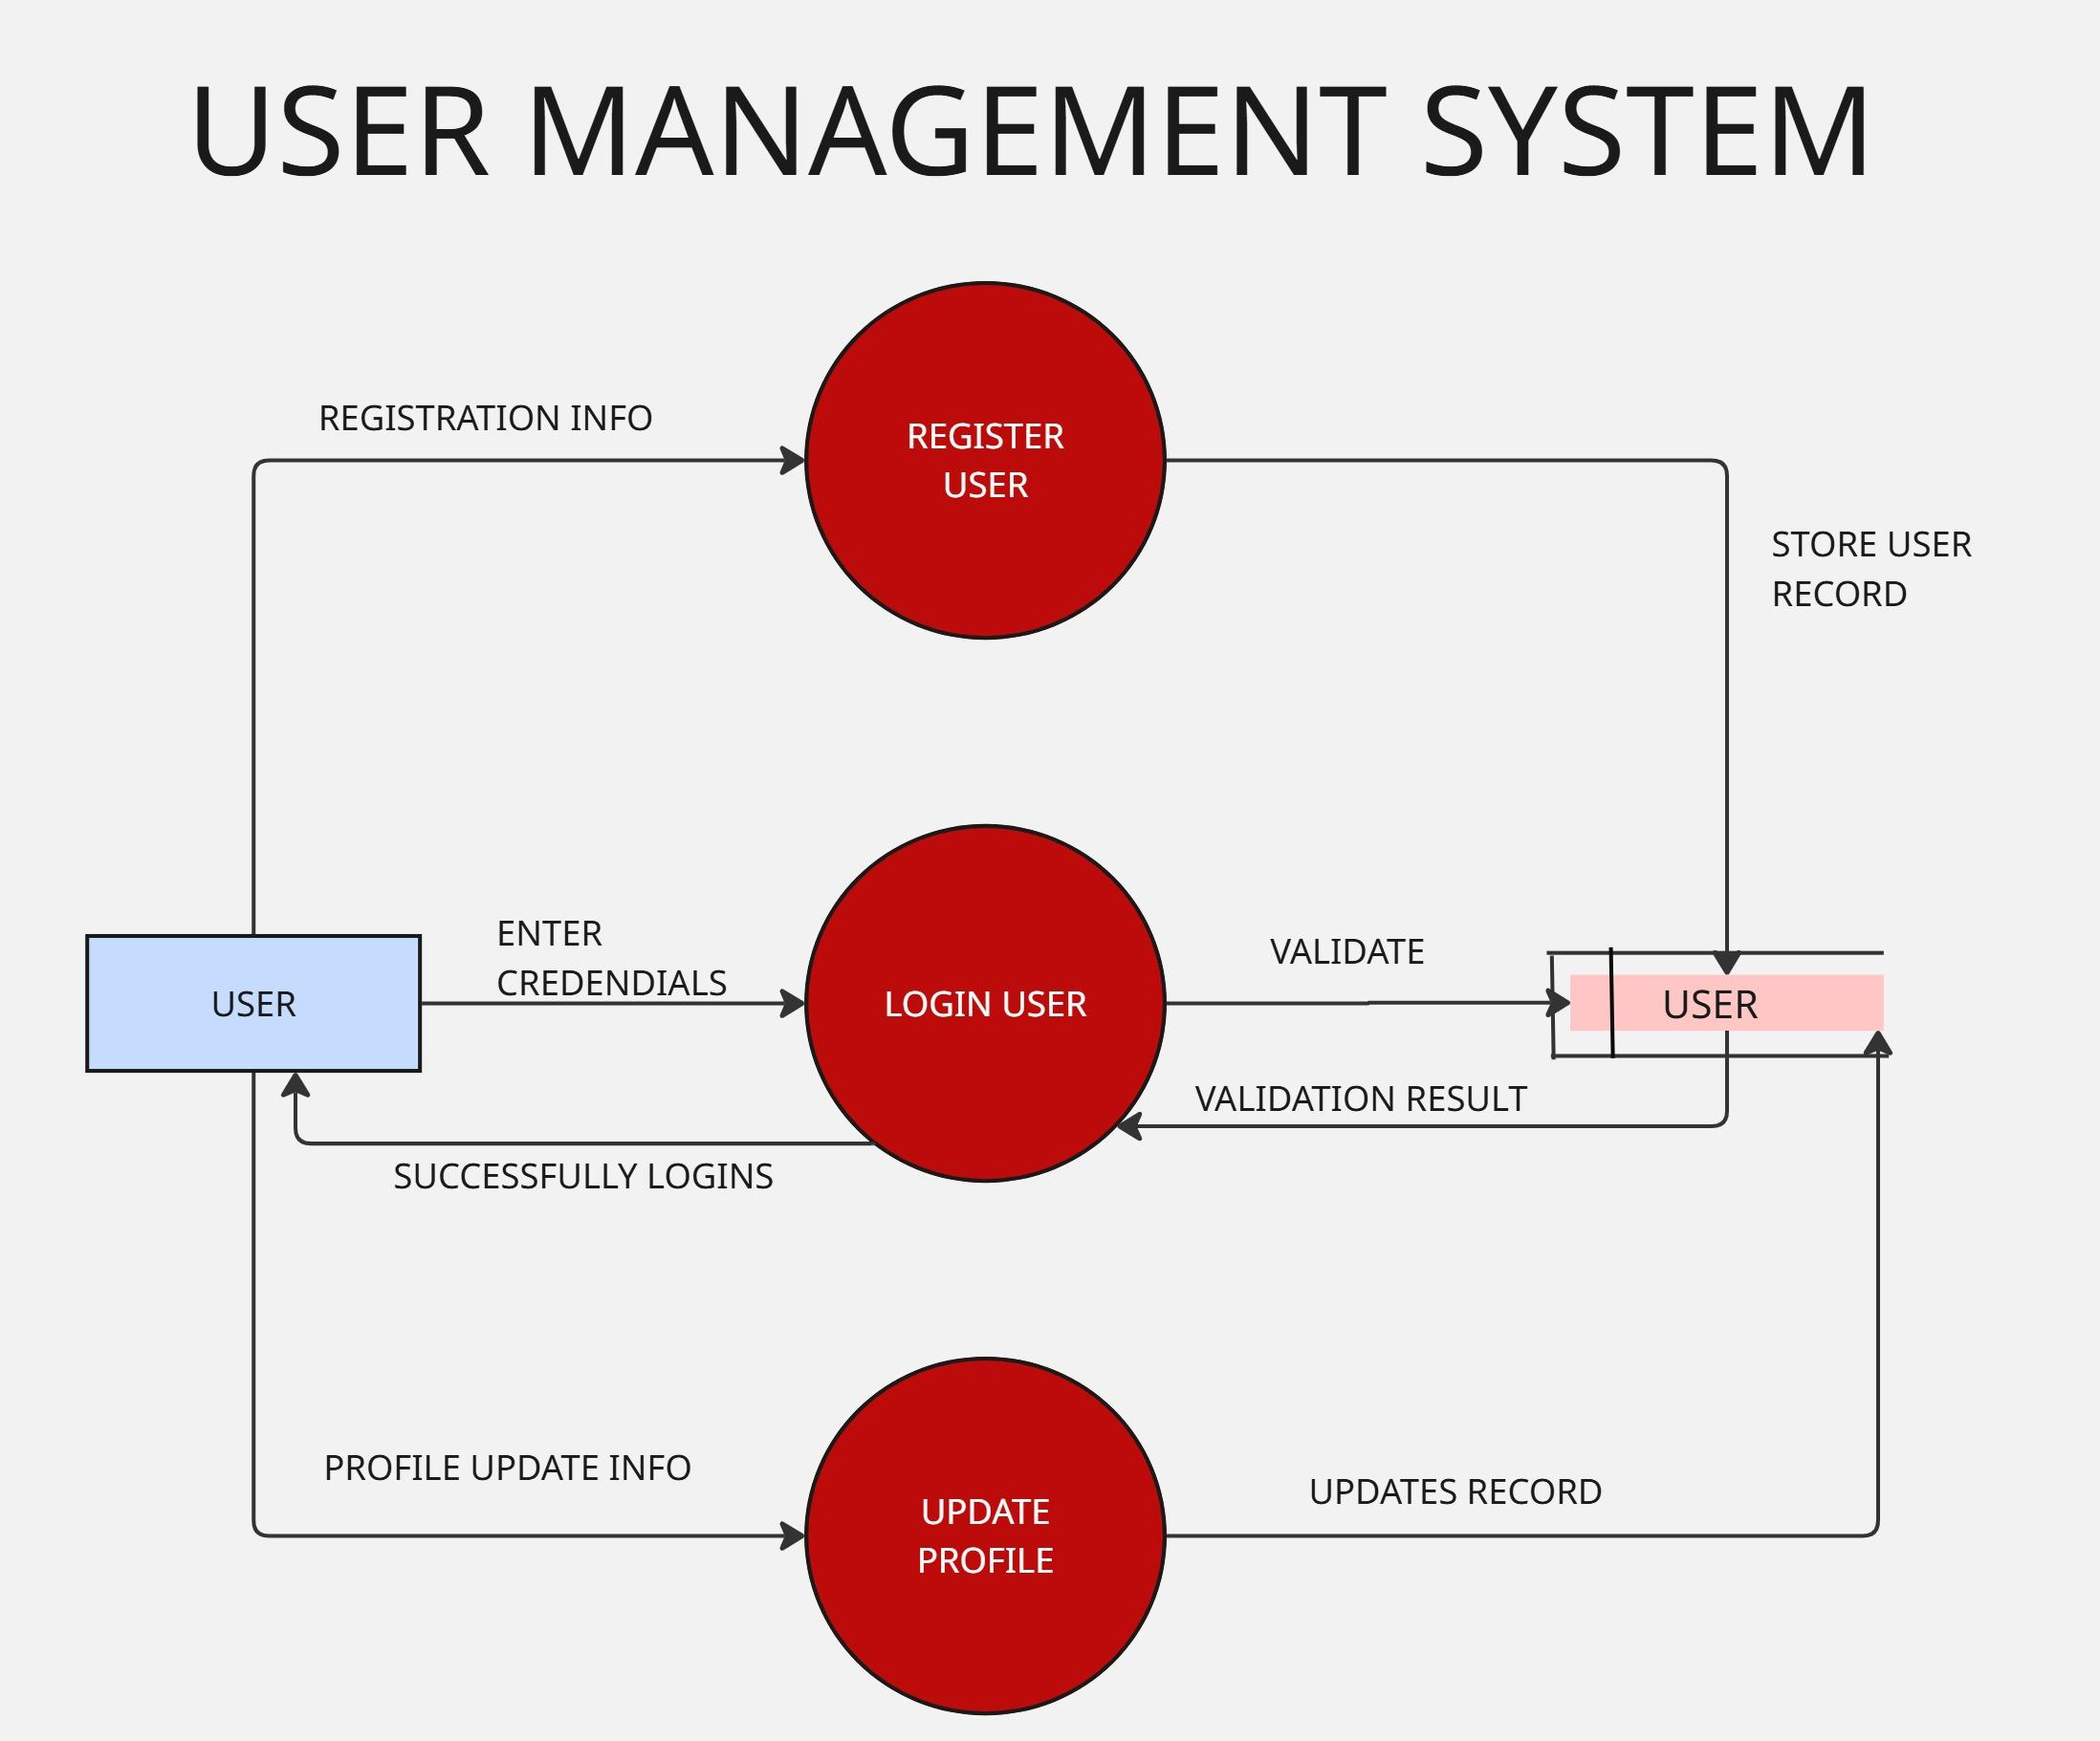 USER MANAGEMENT SYSTEM
REGISTRATION INFO
REGISTER
USER
STORE USER
RECORD
ENTER
CREDENDIALS
USER
LOGIN USER
VALIDATE
USER
VALIDATION RESULT
SUCCESSFULLY LOGINS
PROFILE UPDATE INFO
UPDATE
PROFILE
UPDATES RECORD